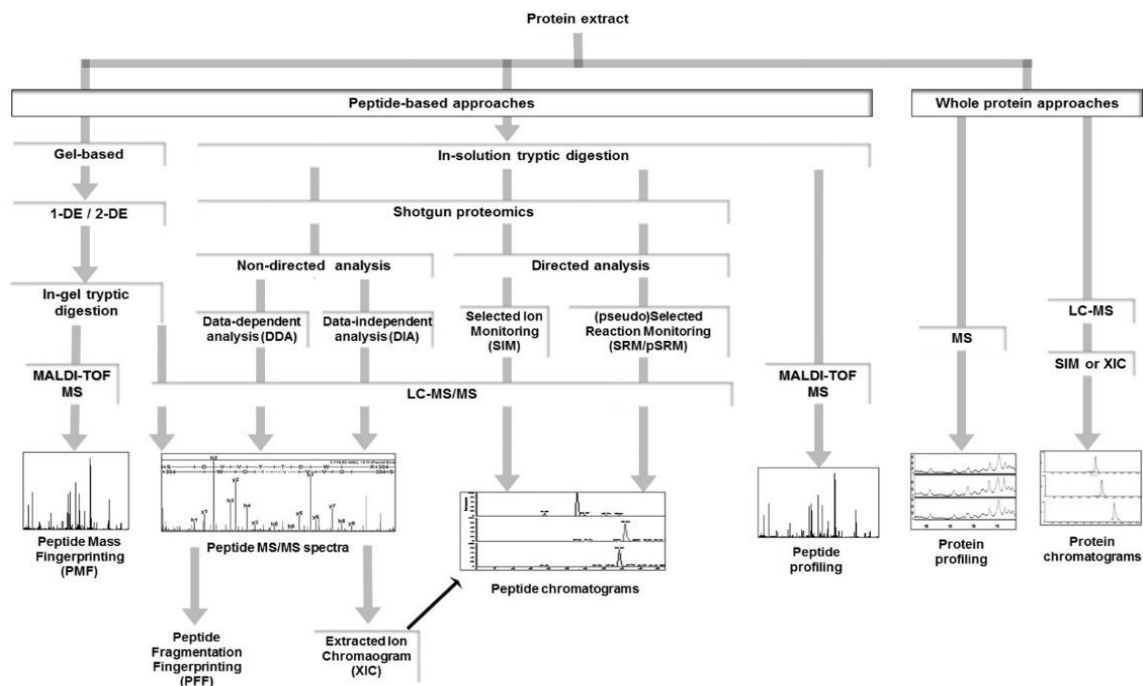 Protein extract
Peptide-based approaches
Whole protein approaches
Gel-based
In-solution tryptic digestion
1-DE / 2-DE
Shotgun proteomics
Non-directed analysis
Directed analysis
In-gel tryptic
digestion
Data-dependent
analysis (DDA)
Data-independent
analysis (DIA)
Selected Ion
Monitoring
(SIM)
(pseudo)Selected
Reaction Monitoring
(SRM/pSRM)
LC-MS
MS
MALDI-TOF
MS
LC-MS/MS
MALDI-TOF
MS
SIM or XIC
Peptide Mass
Fingerprinting
(PMF)
Peptide MS/MS spectra
Peptide chromatograms
Peptide
profiling
Protein
profiling
Protein
chromatograms
Peptide
Fragmentation
Fingerprinting
(PFF)
Extracted Ion
Chromaogram
(XIC)